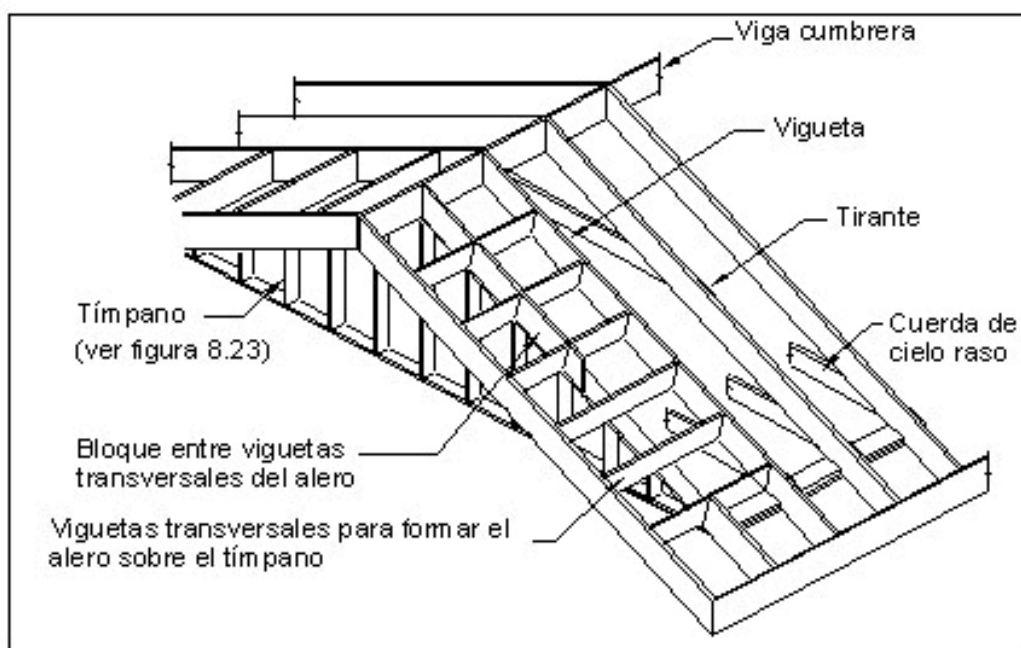 Viga cumbrera
Vigueta
Tirante
Tímpano
(ver figura 8.23)
Cuerda de
cielo raso
Bloque entre viguetas
transversales del alero
Viguetas transversales para formar el
alero sobre el tímpano